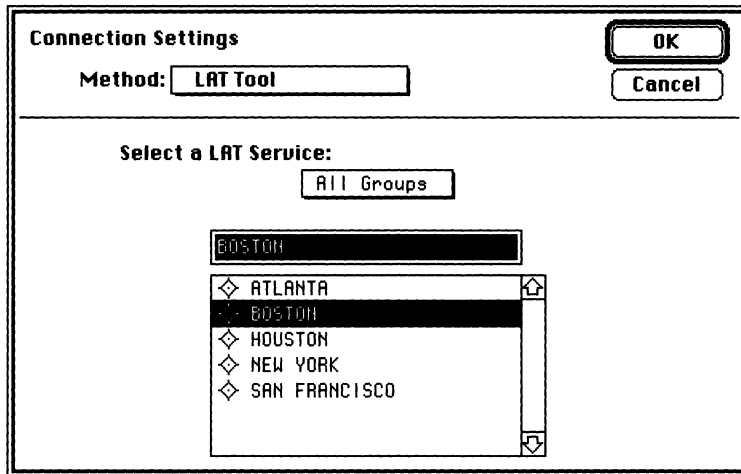 Connection Settings
OK
Method: LAT Tool
Cancel
Select a LAT Service:
All Groups
BOSTON
ATLANTA
BOSTON
HOUSTON
NEW YORK
SAN FRANCISCO